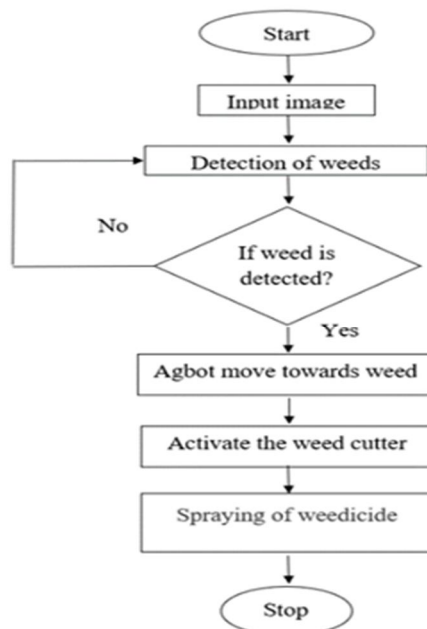 Start
Input image
Detection of weeds
No
If weed is
detected?
Yes
Agbot move towards weed
Activate the weed cutter
Spraying of weedicide
Stop